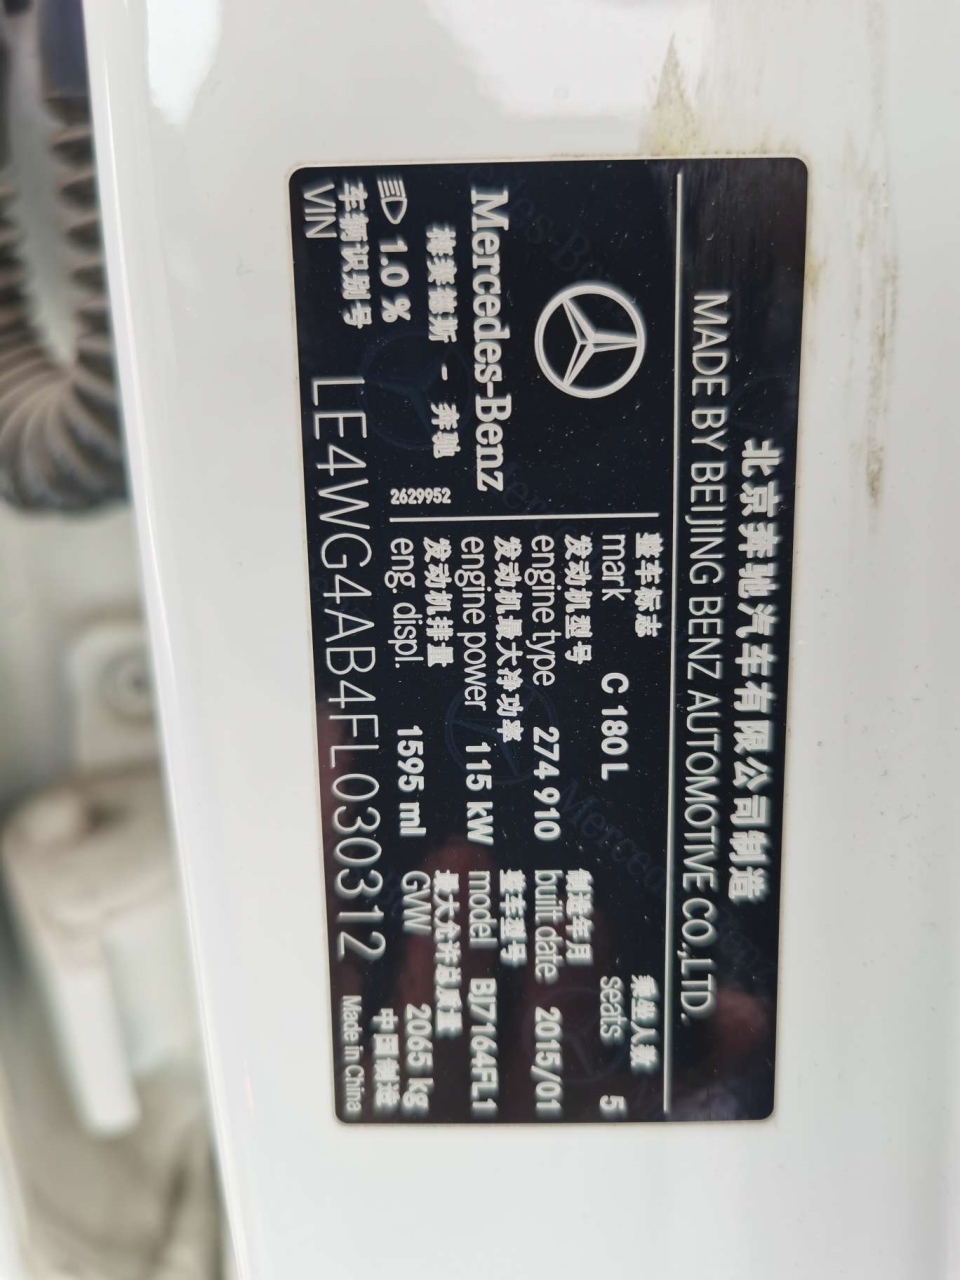 北京奔驰汽车有限公司制造
MADE BY BEIJING BENZ AUTOMOTIVE CO.,LTD.
Mercedes-Benz
梅赛德斯 - 奔驰
1.0 %
2629952
整车标志
mark C 180 L
乘坐人数
seats 5
发动机型号
engine type 274 910
制造年月
built date 2015/01
发动机最大净功率
engine power 115 kW
整车型号
model BJ7164FL1
发动机排量
eng. displ. 1595 ml
最大允许总质量
GVW 2065 kg
车辆识别号
VIN LE4WG4AB4FL030312
中国制造
Made in China